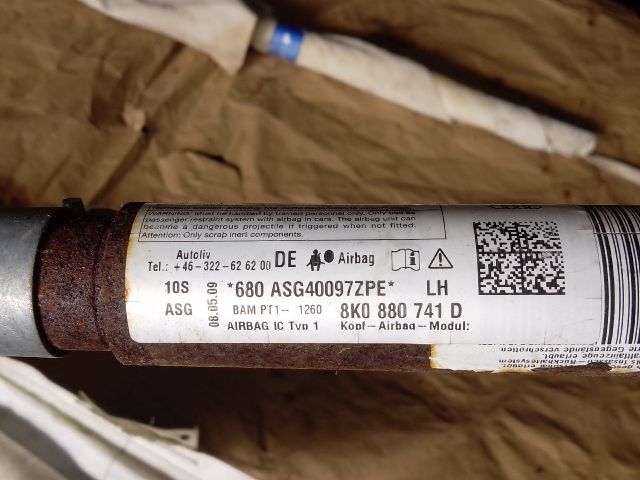 WARNING: Must be handled by trained personnel only. Only use in
passenger restraint system with airbag in cars. The airbag unit can
become a dangerous projectile if triggered when not fitted.
Attention: Only scrap inert components.
Autoliv
Tel.: +46-322-62 62 00 DE Airbag
10S 08.05.09 *680 ASG40097ZPE* LH
ASG BAM PT1- 1260 8K0 880 741 D
AIRBAG IC Typ 1 Kopf-Airbag-Modul: